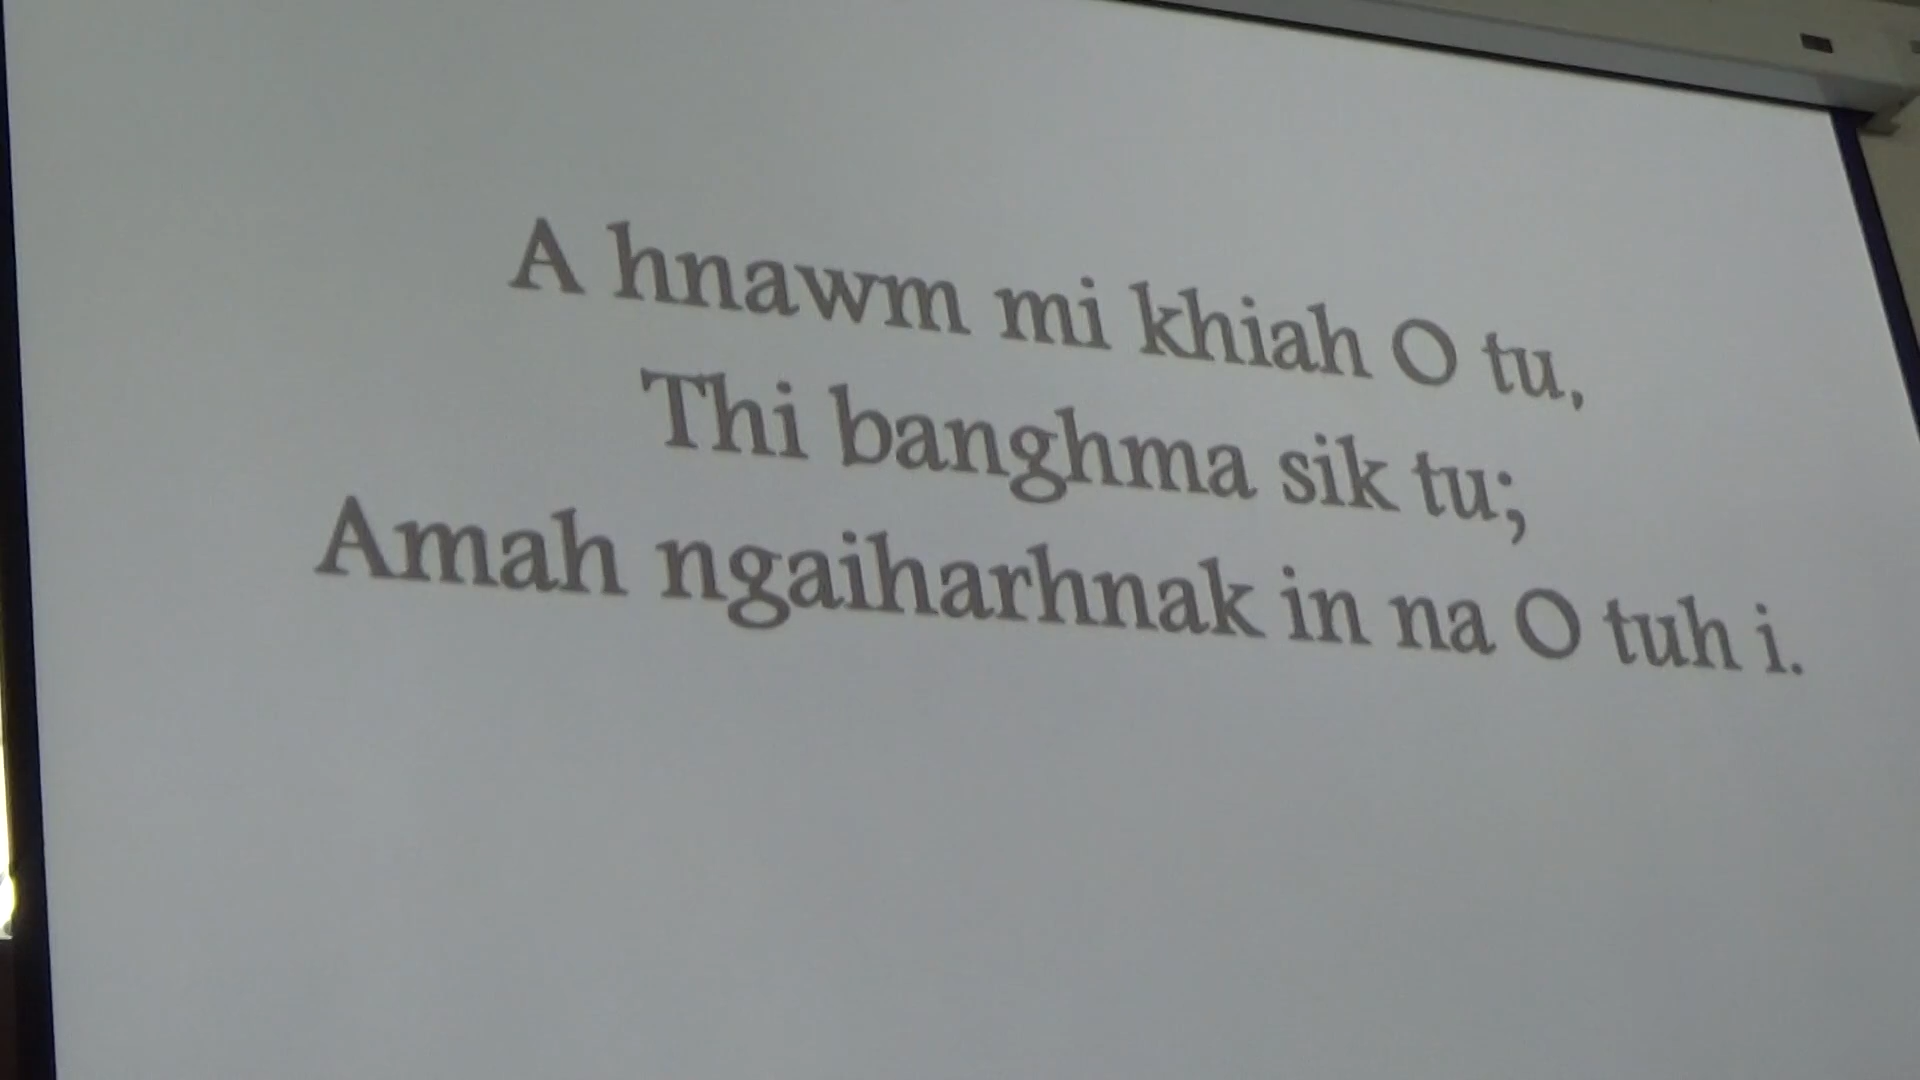 A hnawm mi khiah O tu,
Thi banghma sik tu;
Amah ngaiharhnak in na O tuh i.